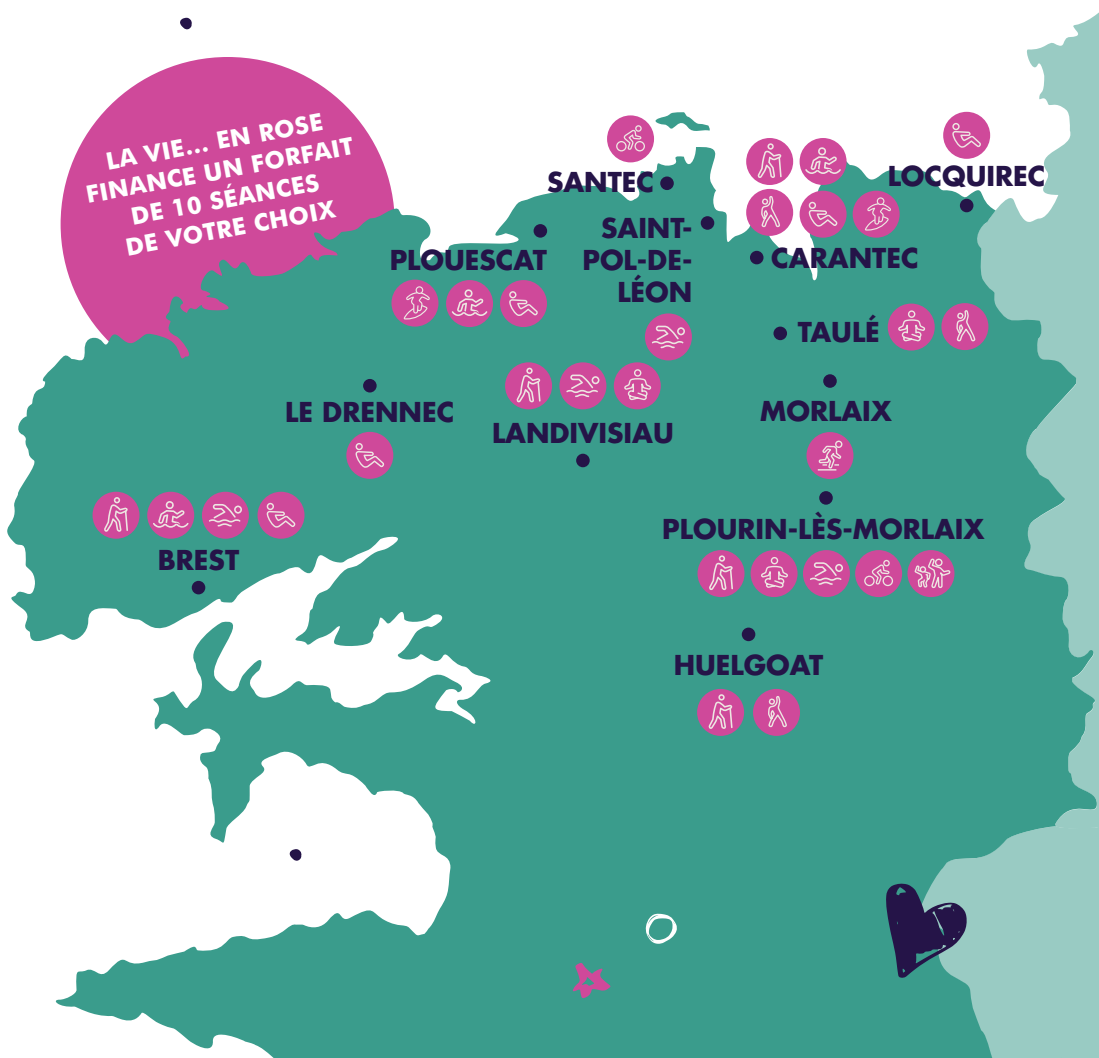 LA VIE... EN ROSE
FINANCE UN FORFAIT
DE 10 SÉANCES
DE VOTRE CHOIX
SANTEC
LOCQUIREC
SAINT-
POL-DE-
LÉON
PLOUESCAT
CARANTEC
TAULÉ
LE DRENNEC
MORLAIX
LANDIVISIAU
PLOURIN-LÈS-MORLAIX
BREST
HUELGOAT